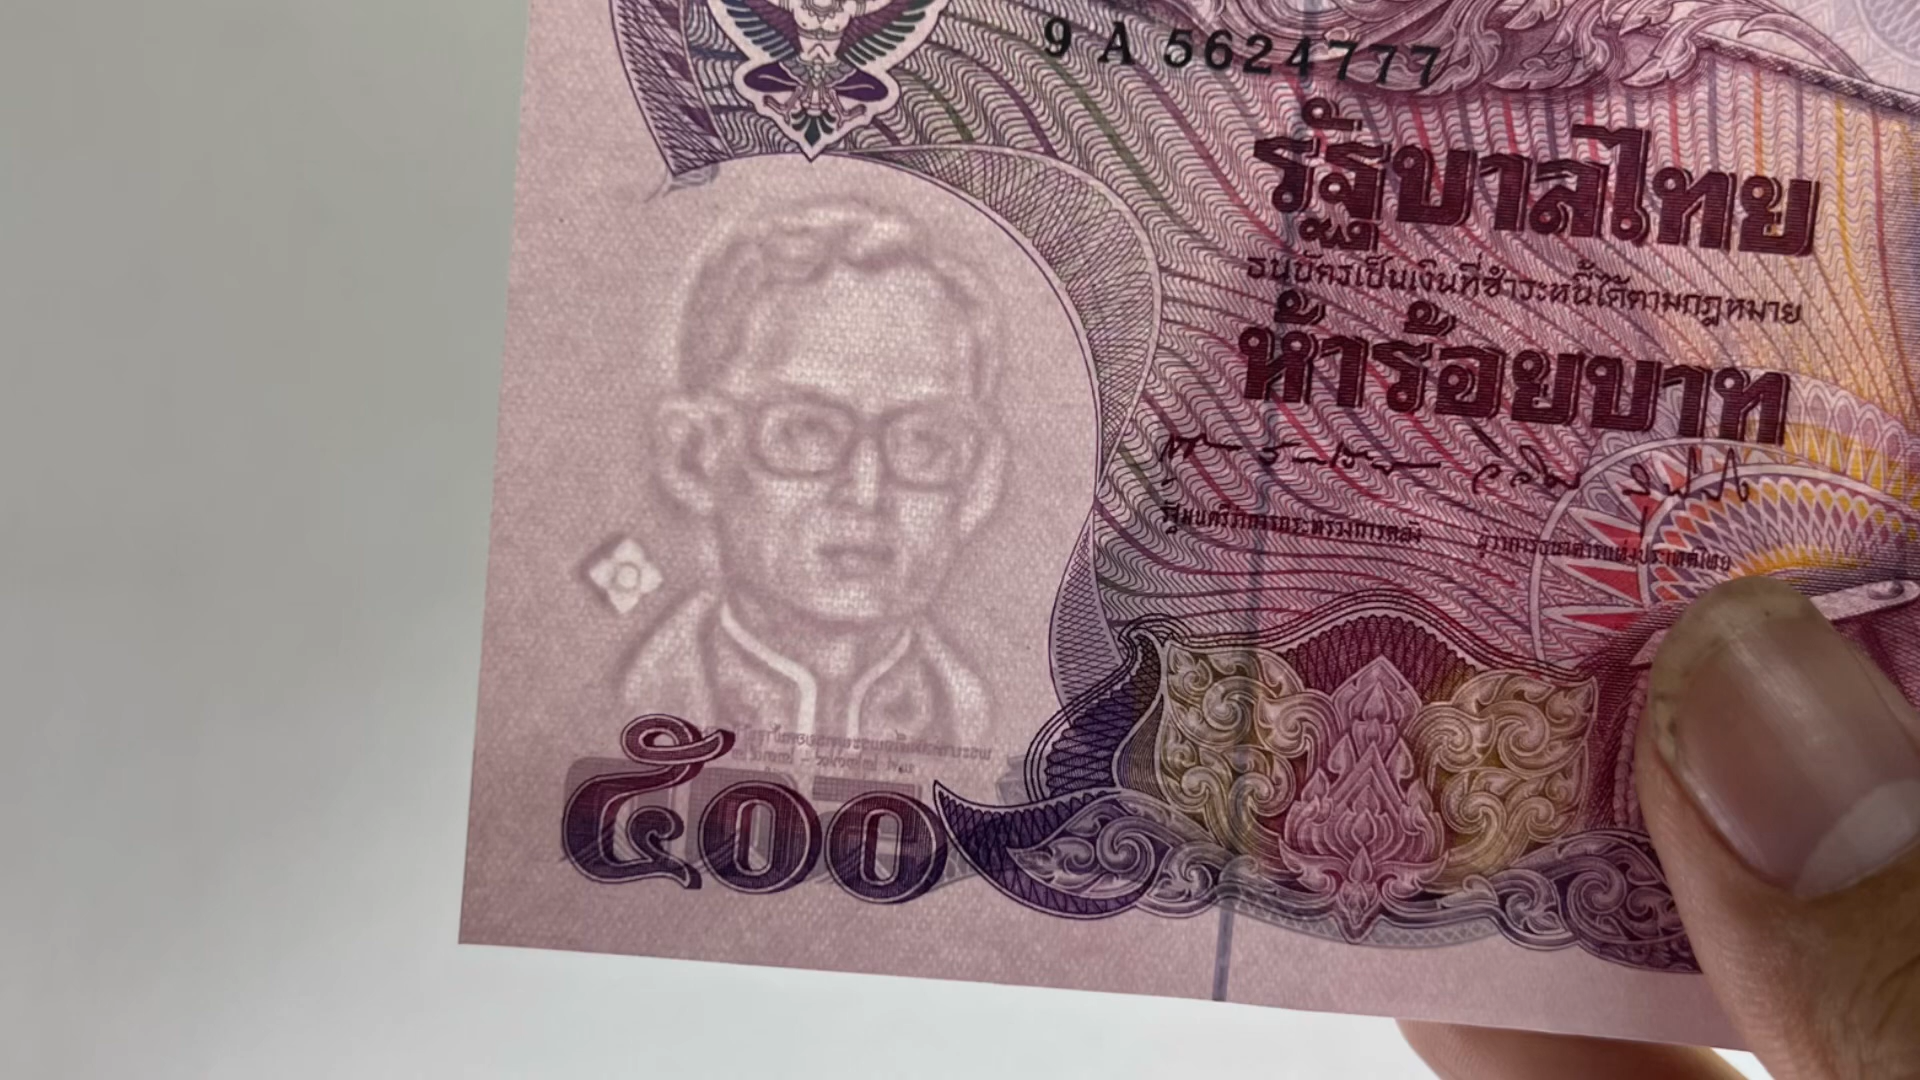 9 A 5624777
รัฐบาลไทย
ธนบัตรเป็นเงินที่ชำระหนี้ได้ตามกฎหมาย
ห้าร้อยบาท
รัฐมนตรีว่าการกระทรวงการคลัง
ผู้ว่าการธนาคารแห่งประเทศไทย
๕๐๐